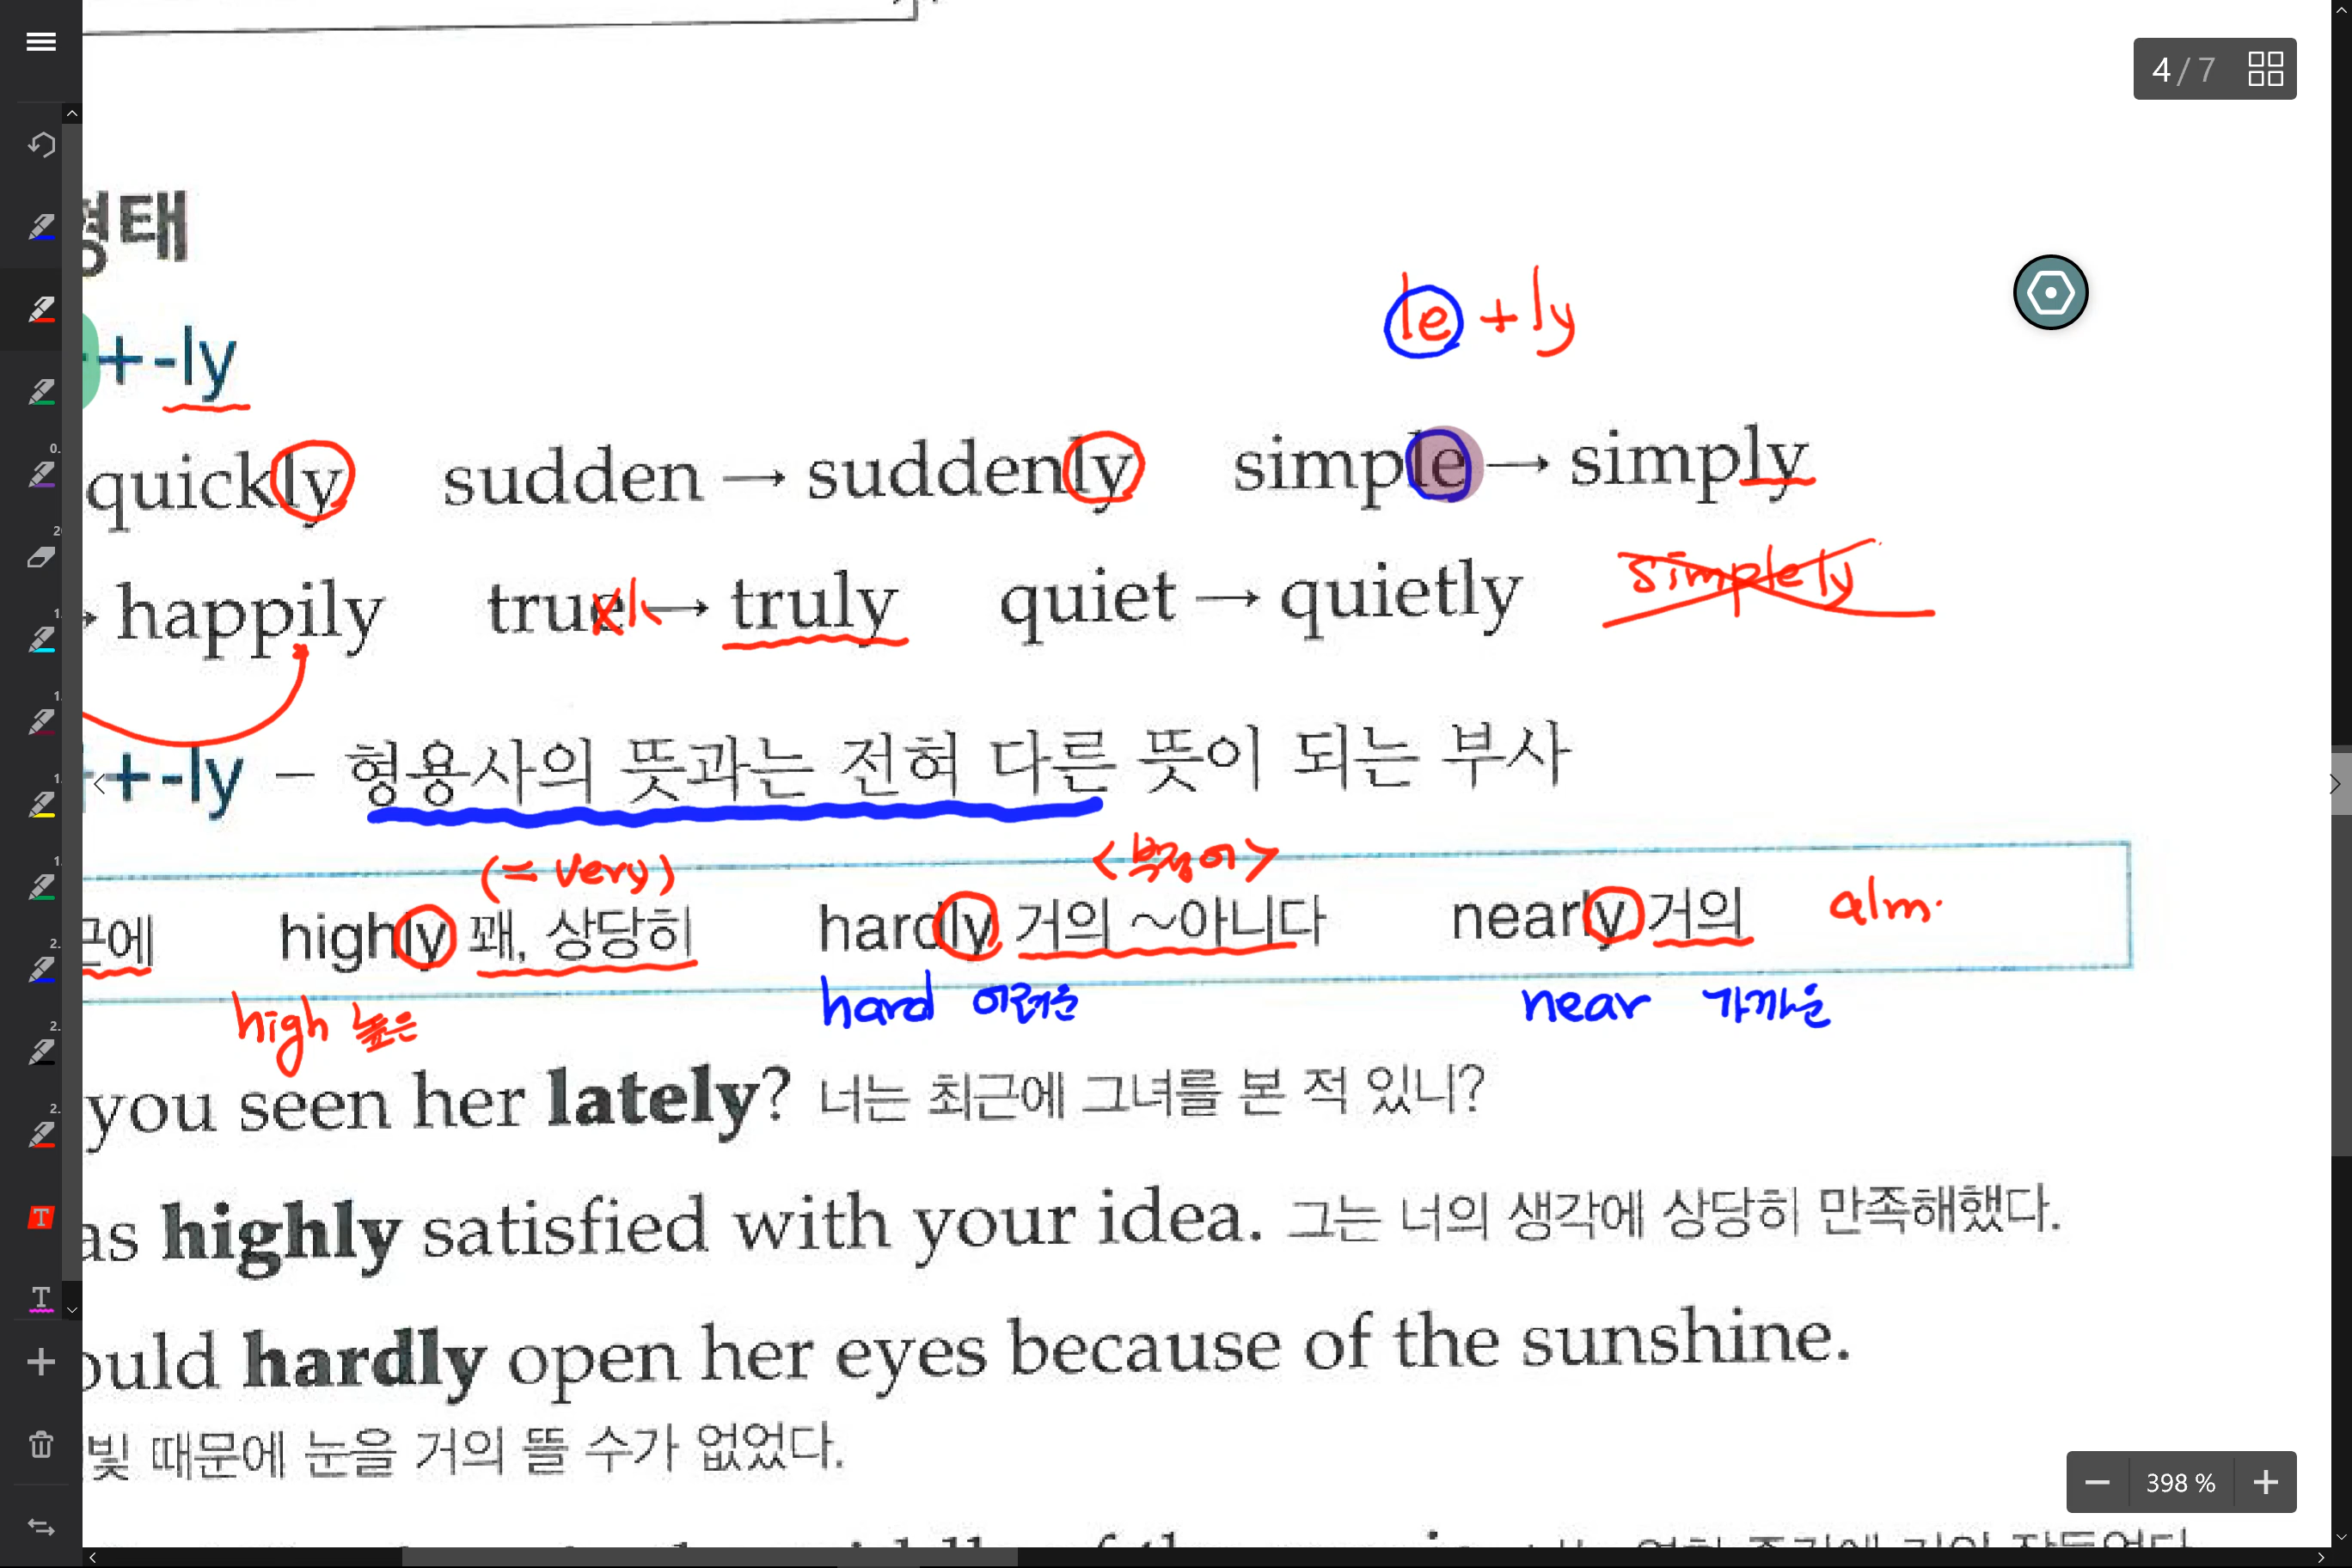 4 / 7
형태
le + ly
+-ly
quickly sudden → suddenly simple → simply
happily true → truly quiet → quietly simplely
+-ly – 형용사의 뜻과는 전혀 다른 뜻이 되는 부사
(= very) <부정어>
근에 highly 꽤, 상당히 hardly 거의 ~아니다 nearly 거의 alm
high 높은 hard 어려운 near 가까운
you seen her lately? 너는 최근에 그녀를 본 적 있니?
as highly satisfied with your idea. 그는 너의 생각에 상당히 만족해했다.
ould hardly open her eyes because of the sunshine.
빛 때문에 눈을 거의 뜰 수가 없었다.
398 %